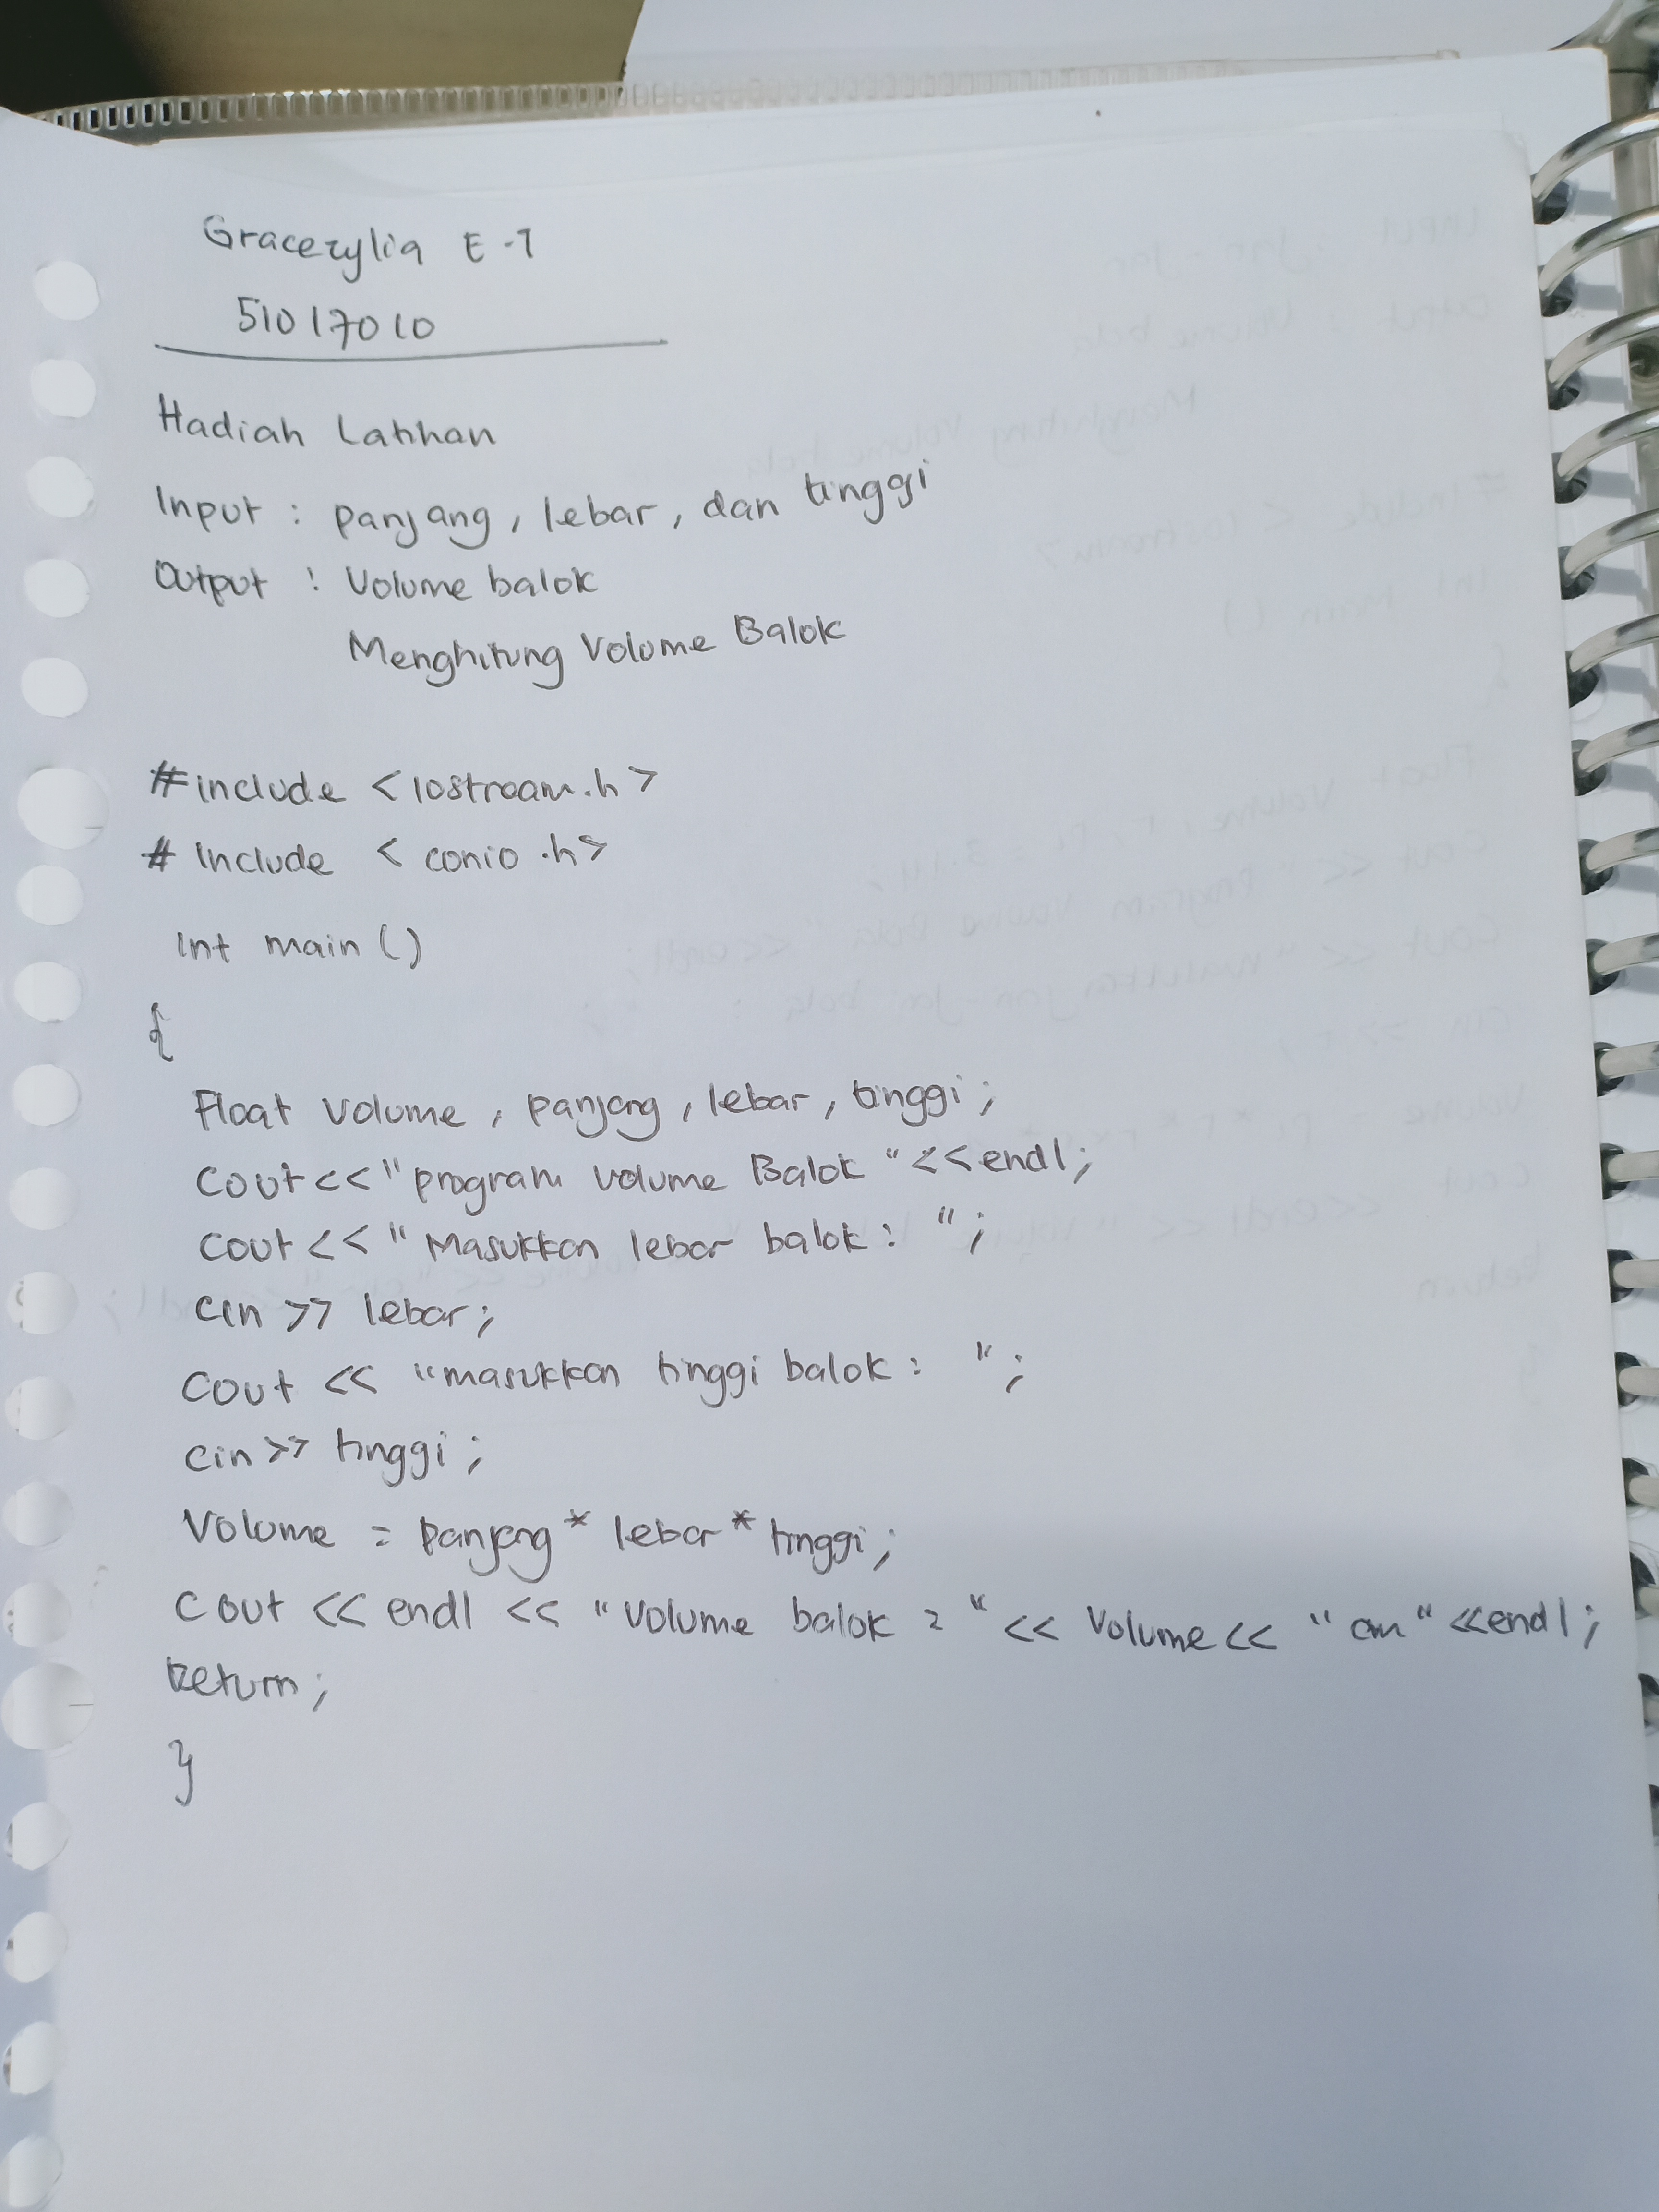 Gracezylia E-7
51017010
Hadiah Latihan
Input : panjang, lebar, dan tinggi
Output : Volume balok
Menghitung Volume Balok
#include <iostream.h>
# Include < conio .h>
Int main ()
{
Float volume, panjang, lebar, tinggi;
Cout<<"program volume Balok "<<endl;
Cout<< "Masukkan lebar balok: ";
cin >> lebar;
Cout << "masukkan tinggi balok: ";
cin>> tinggi;
Volume = panjang * lebar * tinggi;
Cout << endl << "Volume balok = " << Volume << "cm" <<endl;
Return;
}